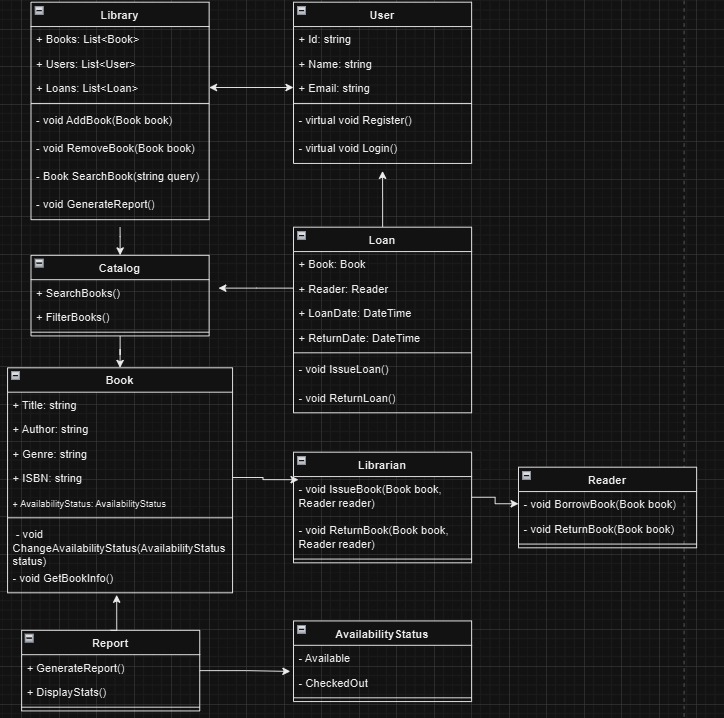 Library
+ Books: List<Book>
+ Users: List<User>
+ Loans: List<Loan>
- void AddBook(Book book)
- void RemoveBook(Book book)
- Book SearchBook(string query)
- void GenerateReport()
User
+ Id: string
+ Name: string
+ Email: string
- virtual void Register()
- virtual void Login()
Catalog
+ SearchBooks()
+ FilterBooks()
Loan
+ Book: Book
+ Reader: Reader
+ LoanDate: DateTime
+ ReturnDate: DateTime
- void IssueLoan()
- void ReturnLoan()
Book
+ Title: string
+ Author: string
+ Genre: string
+ ISBN: string
+ AvailabilityStatus: AvailabilityStatus
- void
ChangeAvailabilityStatus(AvailabilityStatus
status)
- void GetBookInfo()
Librarian
- void IssueBook(Book book,
Reader reader)
- void ReturnBook(Book book,
Reader reader)
Reader
- void BorrowBook(Book book)
- void ReturnBook(Book book)
Report
+ GenerateReport()
+ DisplayStats()
AvailabilityStatus
- Available
- CheckedOut